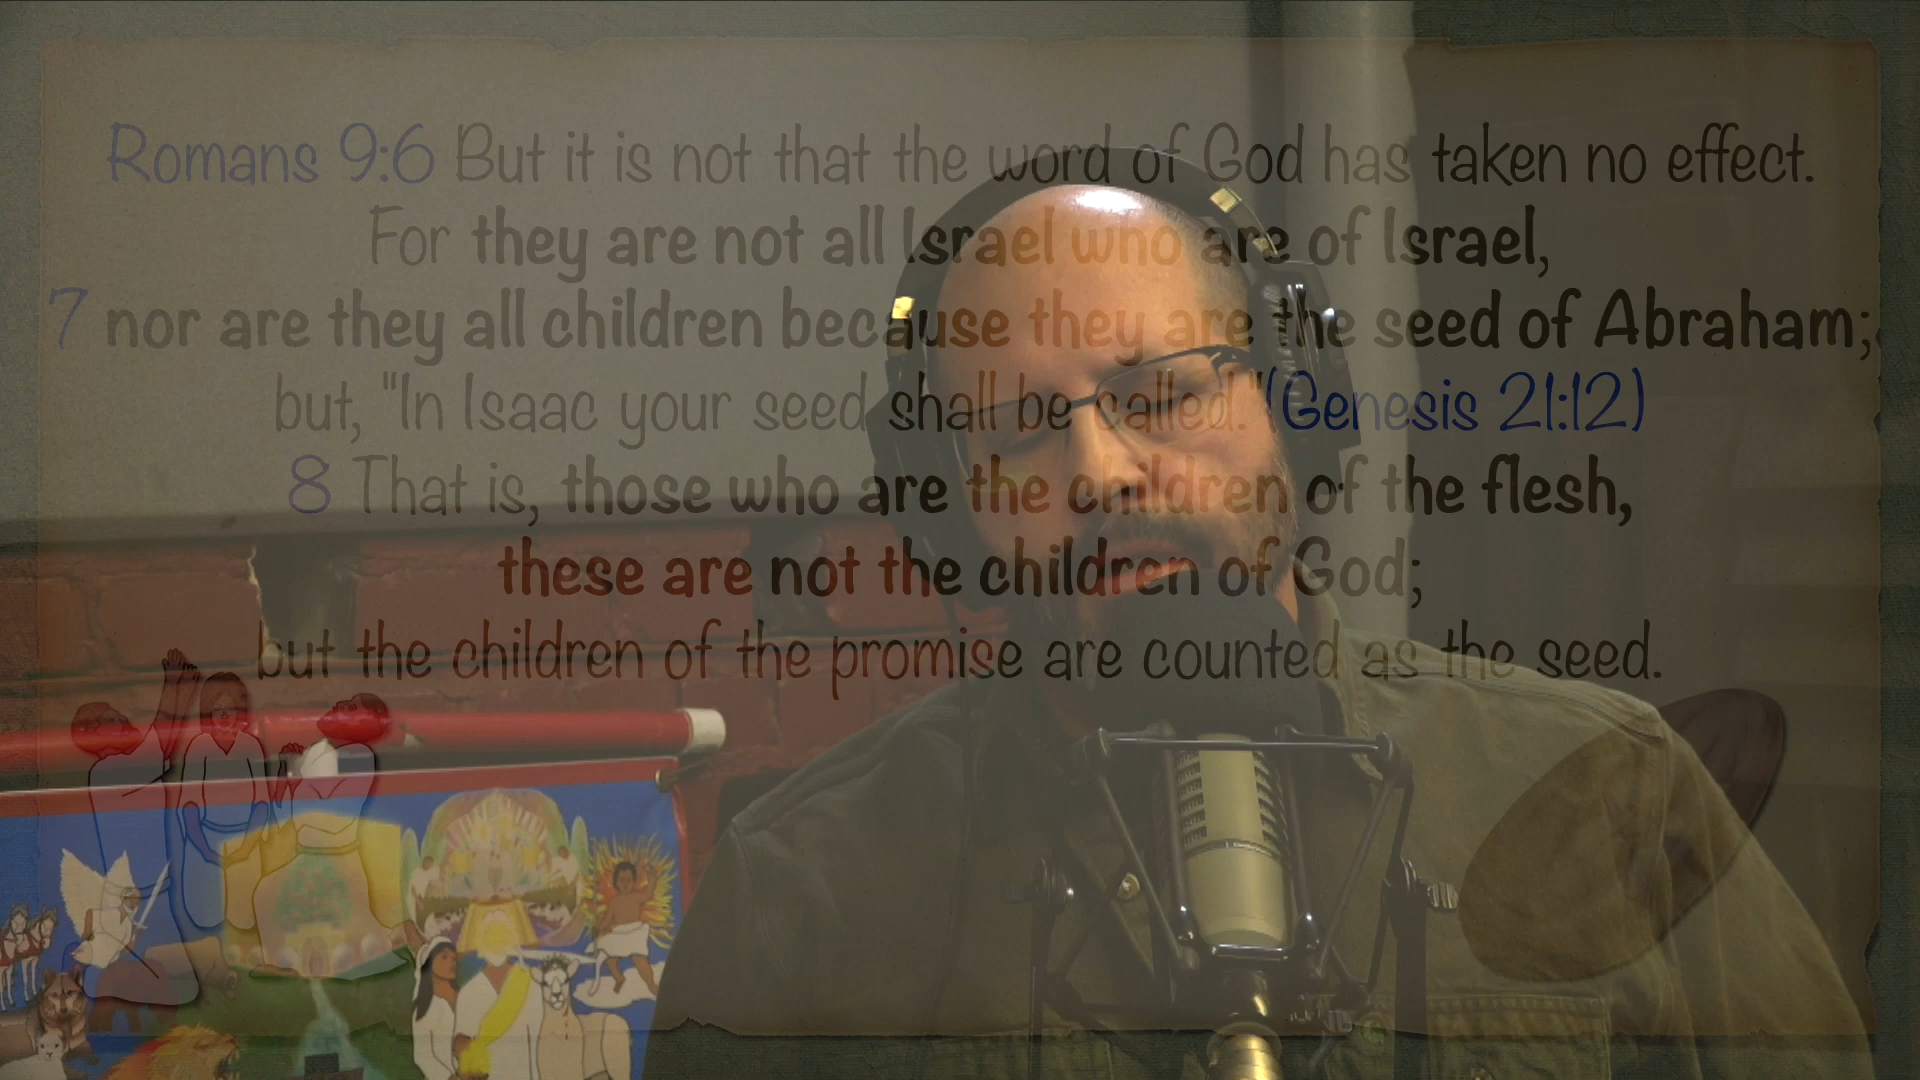 Romans 9:6 But it is not that the word of God has taken no effect.
For they are not all Israel who are of Israel,
7 nor are they all children because they are the seed of Abraham;
but, "In Isaac your seed shall be called."(Genesis 21:12)
8 That is, those who are the children of the flesh,
these are not the children of God;
but the children of the promise are counted as the seed.